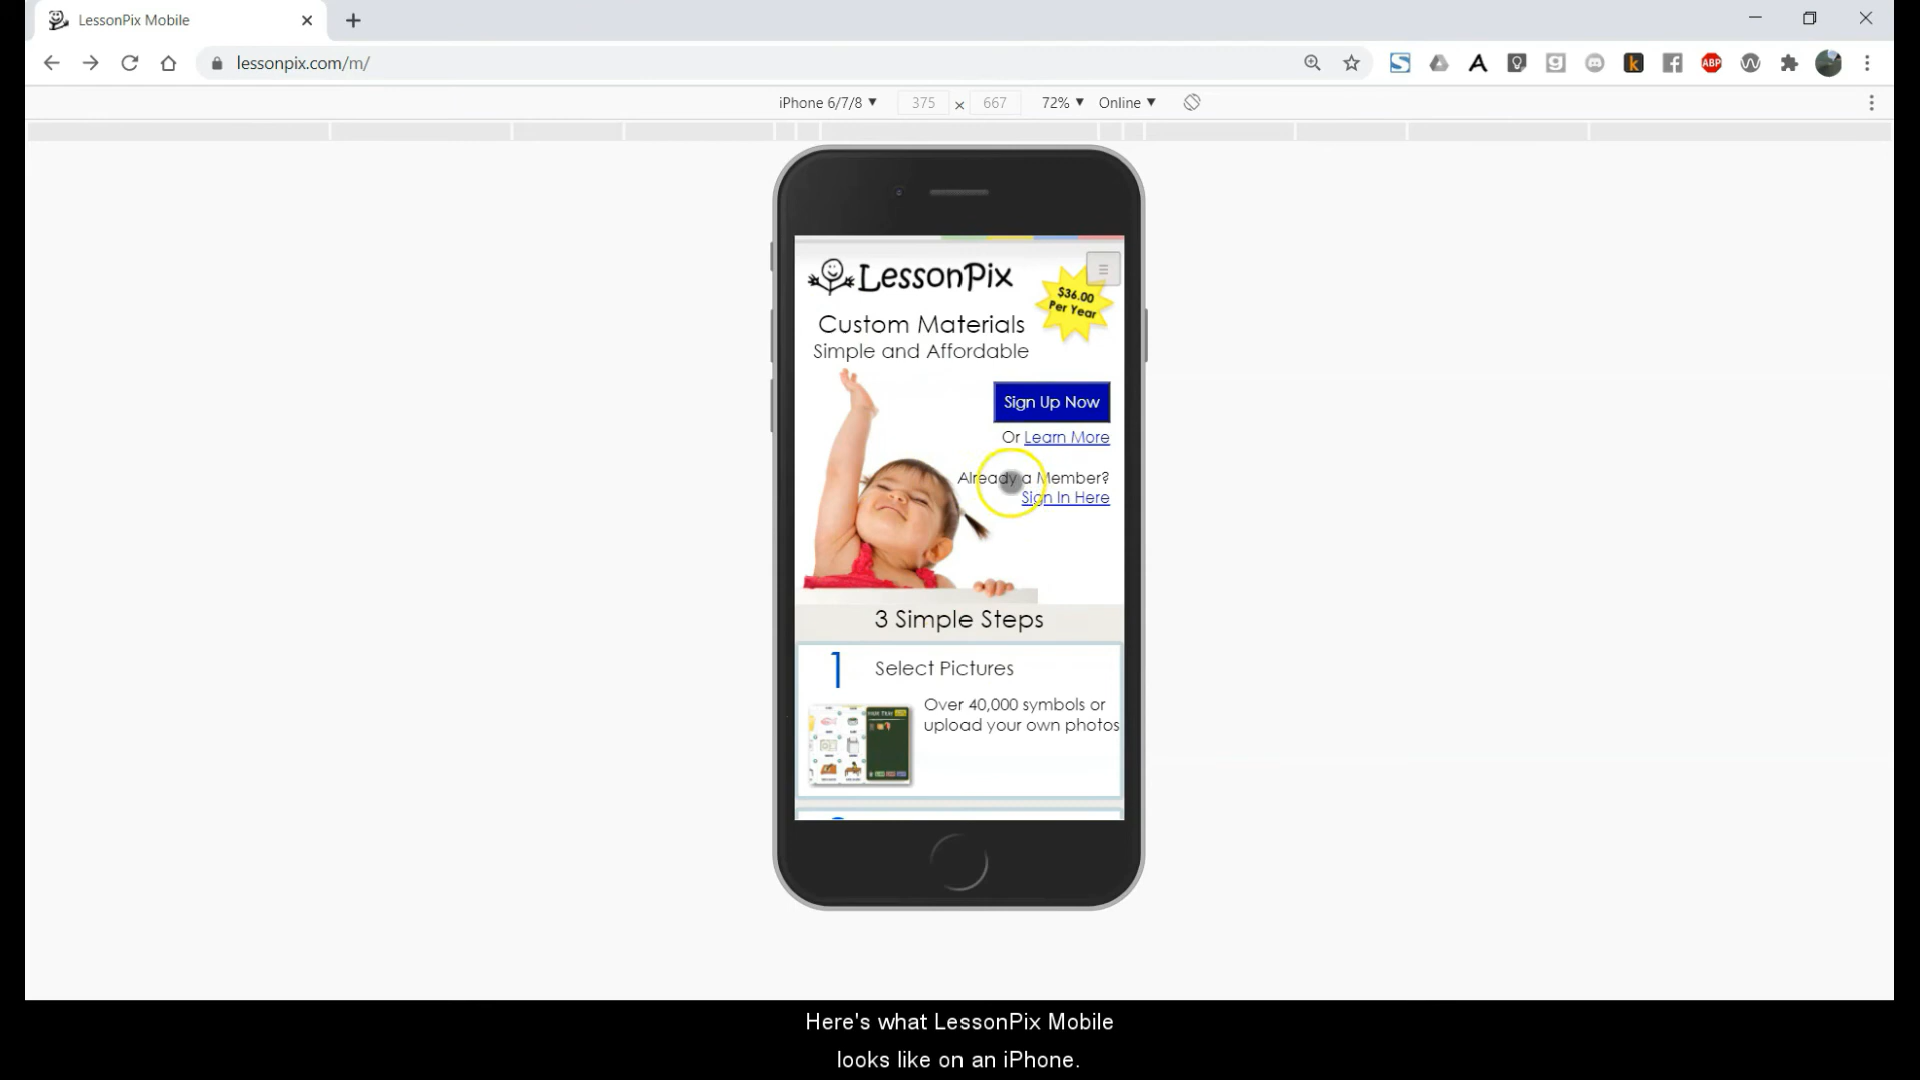 LessonPix Mobile
lessonpix.com/m/
ABP
iPhone 6/7/8 ▼ 375 × 667 72% ▼ Online ▼
LessonPix
$36.00
Per Year
Custom Materials
Simple and Affordable
Sign Up Now
Or Learn More
Already a Member?
Sign In Here
3 Simple Steps
1 Select Pictures
Over 40,000 symbols or
upload your own photos
Here's what LessonPix Mobile
looks like on an iPhone.